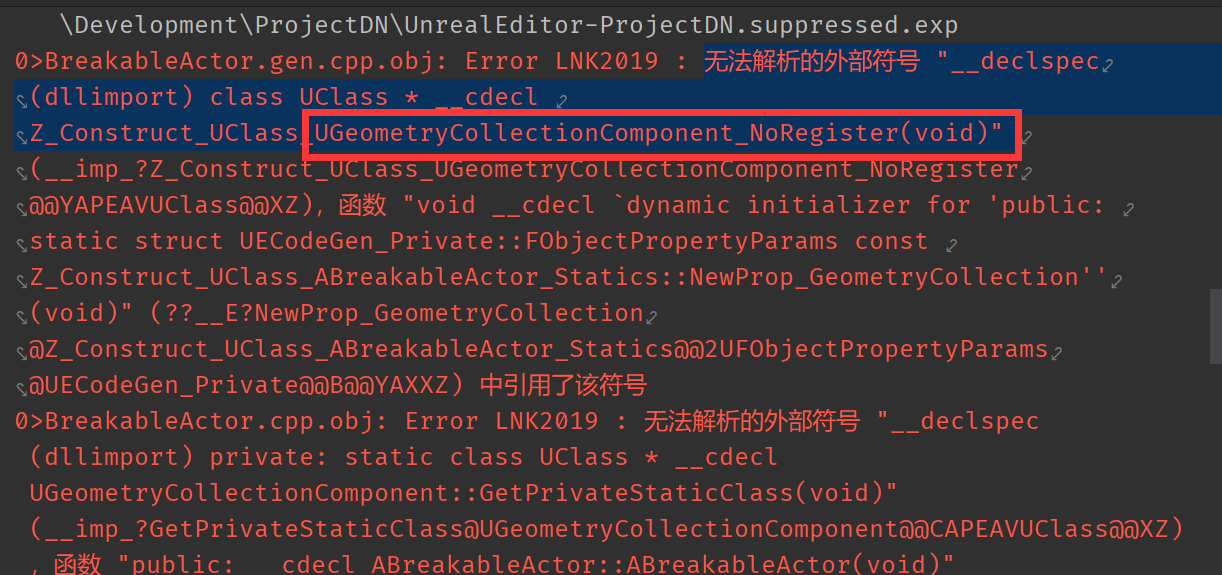 \Development\ProjectDN\UnrealEditor-ProjectDN.suppressed.exp
0>BreakableActor.gen.cpp.obj: Error LNK2019 : 无法解析的外部符号 "__declspec
(dllimport) class UClass * __cdecl
Z_Construct_UClass_UGeometryCollectionComponent_NoRegister(void)"
(__imp_?Z_Construct_UClass_UGeometryCollectionComponent_NoRegister
@@YAPEAVUClass@@XZ)，函数 "void __cdecl `dynamic initializer for 'public:
static struct UECodeGen_Private::FObjectPropertyParams const
Z_Construct_UClass_ABreakableActor_Statics::NewProp_GeometryCollection''
(void)" (??__E?NewProp_GeometryCollection
@Z_Construct_UClass_ABreakableActor_Statics@@2UFObjectPropertyParams
@UECodeGen_Private@@B@@YAXXZ) 中引用了该符号
0>BreakableActor.cpp.obj: Error LNK2019 : 无法解析的外部符号 "__declspec
(dllimport) private: static class UClass * __cdecl
UGeometryCollectionComponent::GetPrivateStaticClass(void)"
(__imp_?GetPrivateStaticClass@UGeometryCollectionComponent@@CAPEAVUClass@@XZ)
，函数 "public: __cdecl ABreakableActor::ABreakableActor(void)"